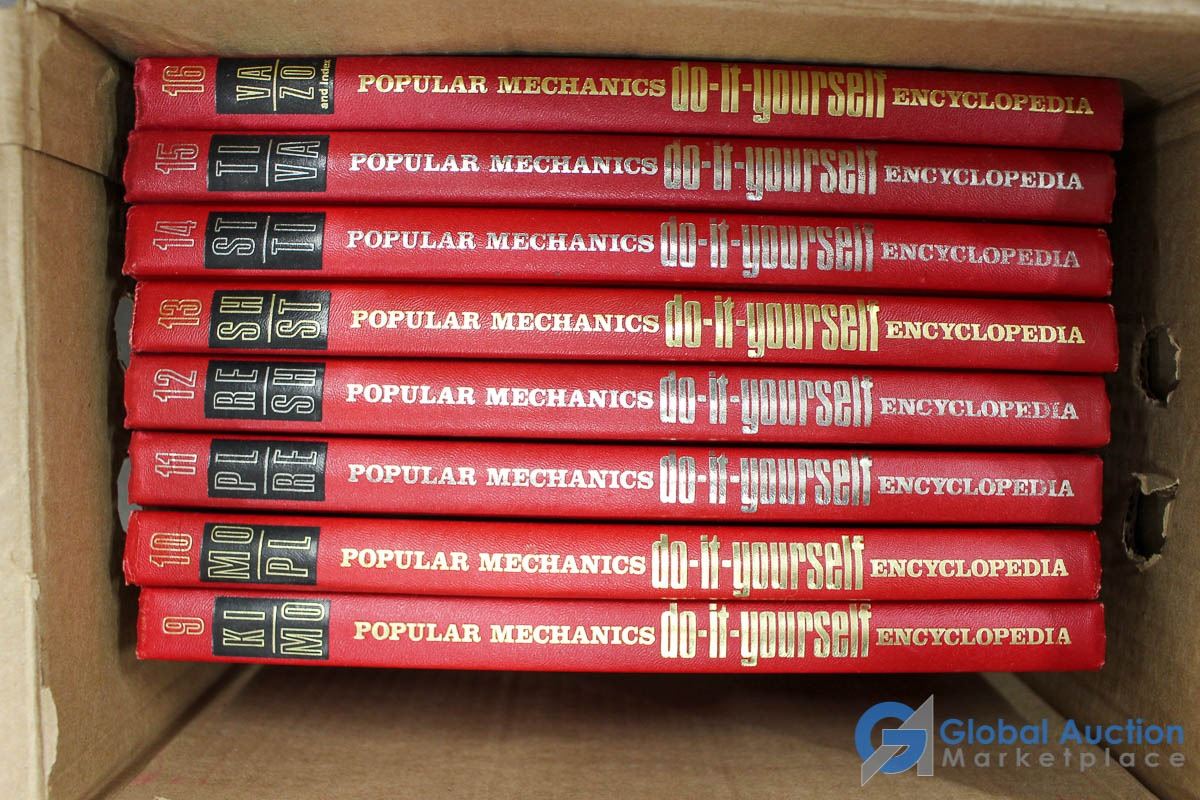 16 VA ZO and Index POPULAR MECHANICS do-it-yourself ENCYCLOPEDIA
15 TI VA POPULAR MECHANICS do-it-yourself ENCYCLOPEDIA
14 ST TI POPULAR MECHANICS do-it-yourself ENCYCLOPEDIA
13 SH ST POPULAR MECHANICS do-it-yourself ENCYCLOPEDIA
12 RE SH POPULAR MECHANICS do-it-yourself ENCYCLOPEDIA
11 PL RE POPULAR MECHANICS do-it-yourself ENCYCLOPEDIA
10 MO PL POPULAR MECHANICS do-it-yourself ENCYCLOPEDIA
9 KI MO POPULAR MECHANICS do-it-yourself ENCYCLOPEDIA
Global Auction
Marketplace